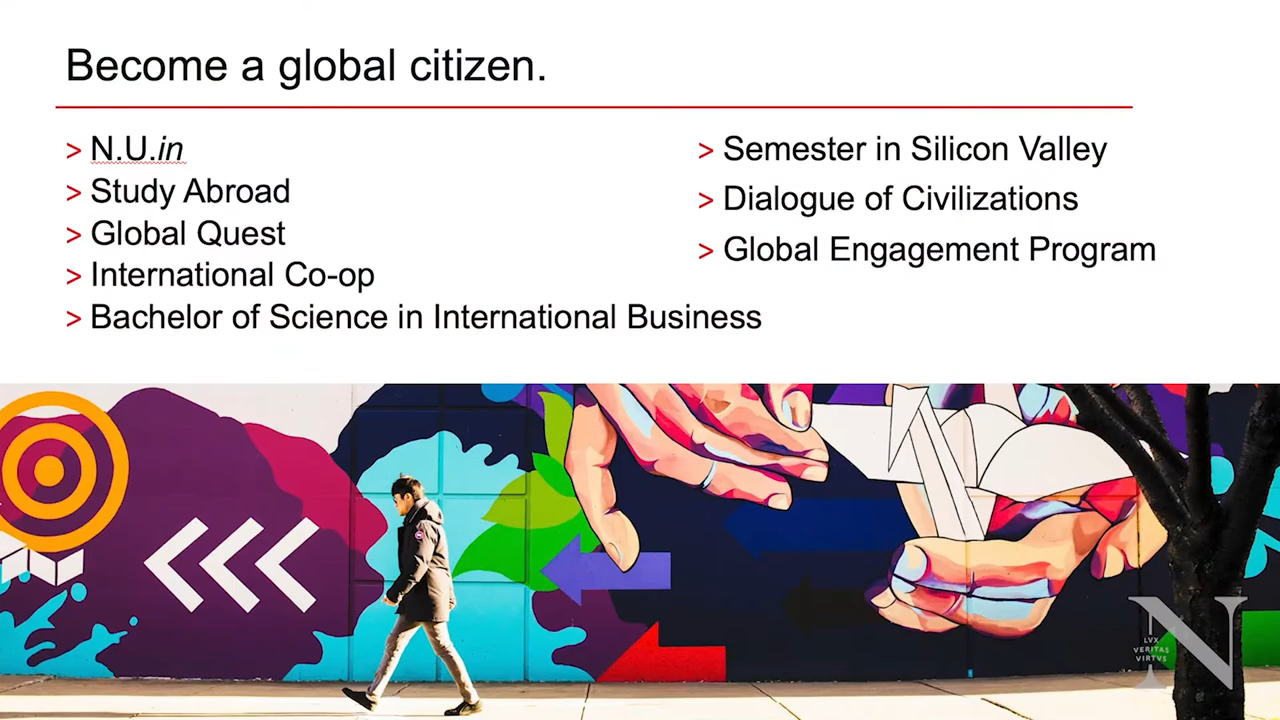 Become a global citizen.
> N.U.in
> Study Abroad
> Global Quest
> International Co-op
> Bachelor of Science in International Business
> Semester in Silicon Valley
> Dialogue of Civilizations
> Global Engagement Program
N
LVX
VERITAS
VIRTVS